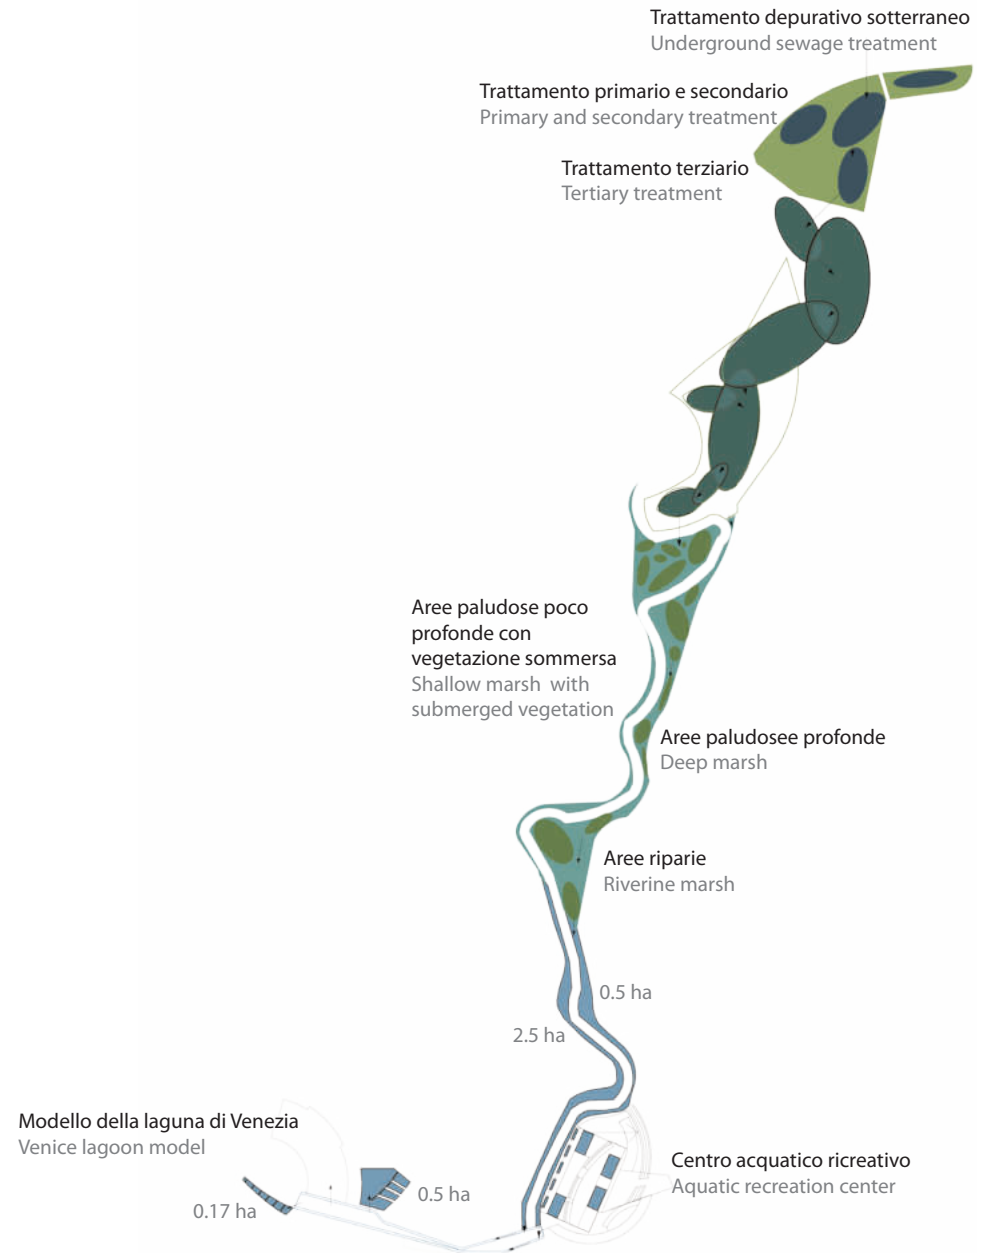 Trattamento depurativo sotterraneo
Underground sewage treatment
Trattamento primario e secondario
Primary and secondary treatment
Trattamento terziario
Tertiary treatment
Aree paludose poco
profonde con
vegetazione sommersa
Shallow marsh with
submerged vegetation
Aree paludosee profonde
Deep marsh
Aree riparie
Riverine marsh
0.5 ha
2.5 ha
Modello della laguna di Venezia
Venice lagoon model
Centro acquatico ricreativo
Aquatic recreation center
0.5 ha
0.17 ha